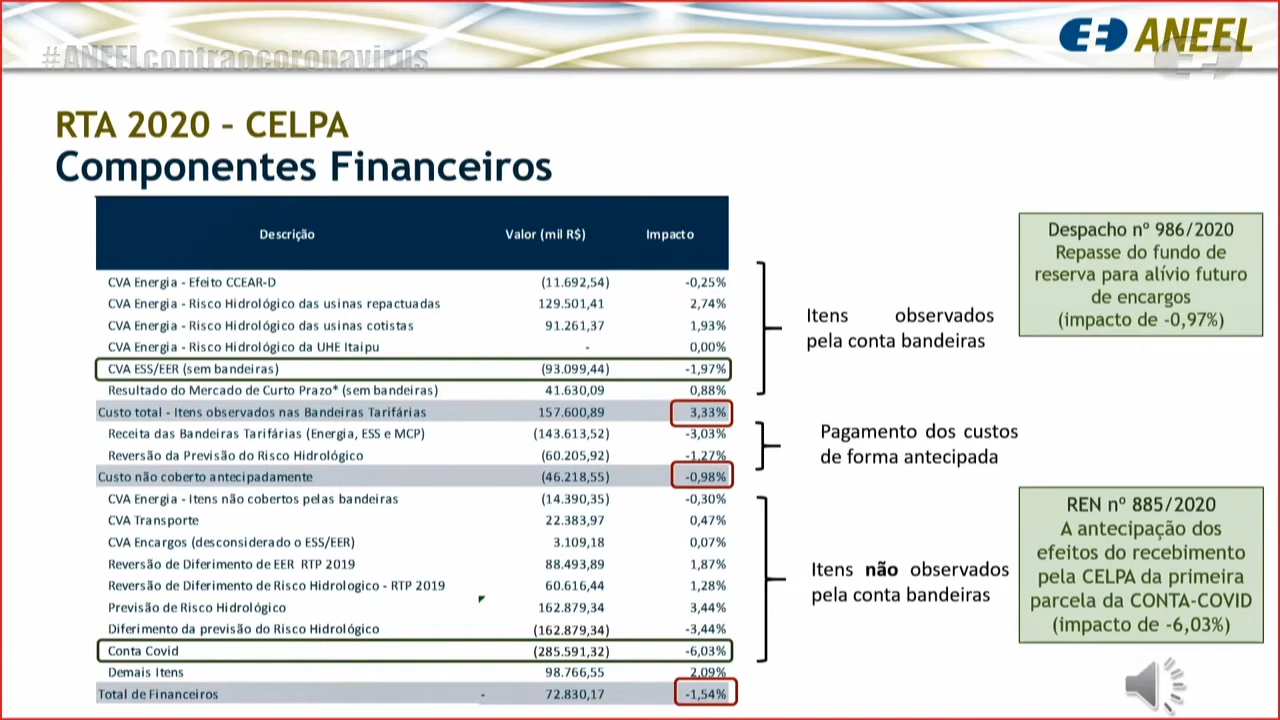 #ANEELcontraocoronavirus
ANEEL
RTA 2020 – CELPA
Componentes Financeiros
Descrição Valor (mil R$) Impacto
CVA Energia - Efeito CCEAR-D (11.692,54) -0,25%
CVA Energia - Risco Hidrológico das usinas repactuadas 129.501,41 2,74%
CVA Energia - Risco Hidrológico das usinas cotistas 91.261,37 1,93%
CVA Energia - Risco Hidrológico da UHE Itaipu - 0,00%
CVA ESS/EER (sem bandeiras) (93.099,44) -1,97%
Resultado do Mercado de Curto Prazo* (sem bandeiras) 41.630,09 0,88%
Custo total - Itens observados nas Bandeiras Tarifárias 157.600,89 3,33%
Receita das Bandeiras Tarifárias (Energia, ESS e MCP) (143.613,52) -3,03%
Reversão da Previsão do Risco Hidrológico (60.205,92) -1,27%
Custo não coberto antecipadamente (46.218,55) -0,98%
CVA Energia - Itens não cobertos pelas bandeiras (14.390,35) -0,30%
CVA Transporte 22.383,97 0,47%
CVA Encargos (desconsiderado o ESS/EER) 3.109,18 0,07%
Reversão de Diferimento de EER RTP 2019 88.493,89 1,87%
Reversão de Diferimento de Risco Hidrologico - RTP 2019 60.616,44 1,28%
Previsão de Risco Hidrológico 162.879,34 3,44%
Diferimento da previsão do Risco Hidrológico (162.879,34) -3,44%
Conta Covid (285.591,32) -6,03%
Demais Itens 98.766,55 2,09%
Total de Financeiros - 72.830,17 -1,54%
Itens observados
pela conta bandeiras
Pagamento dos custos
de forma antecipada
Itens não observados
pela conta bandeiras
Despacho nº 986/2020
Repasse do fundo de
reserva para alívio futuro
de encargos
(impacto de -0,97%)
REN nº 885/2020
A antecipação dos
efeitos do recebimento
pela CELPA da primeira
parcela da CONTA-COVID
(impacto de -6,03%)